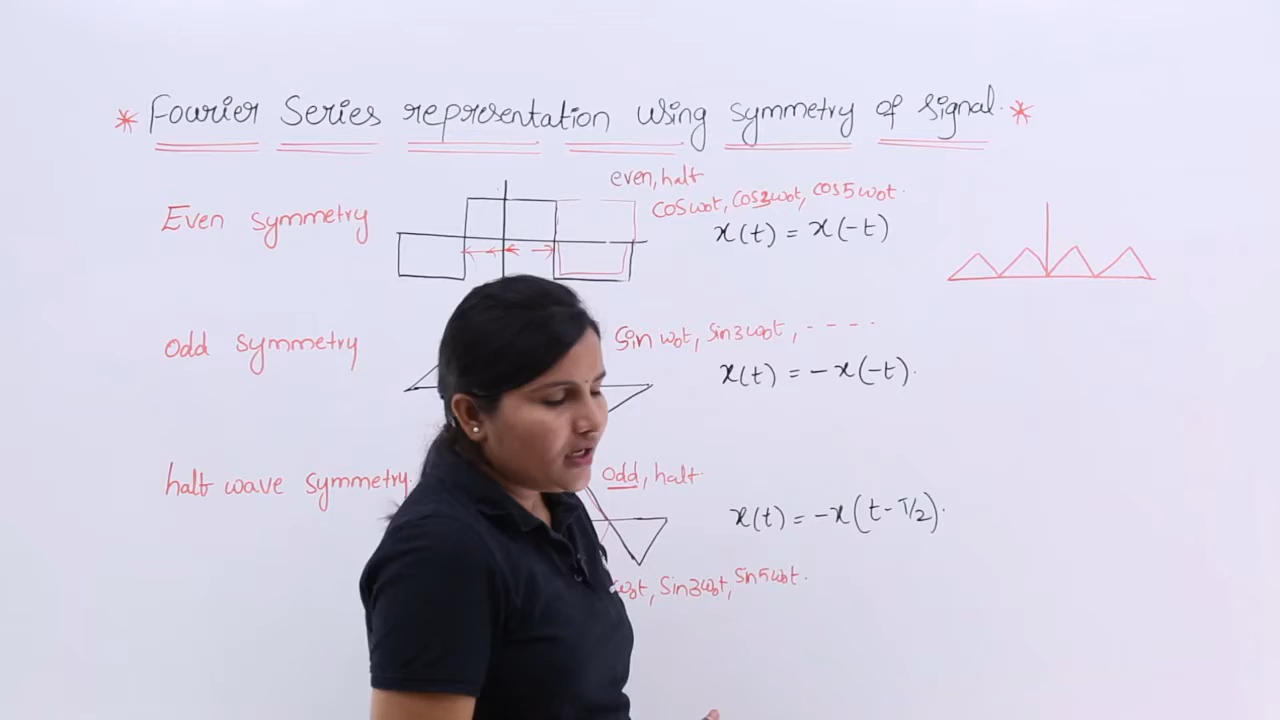 * Fourier Series representation using symmetry of signal. *
even, half
Even symmetry
cosω₀t, cos3ω₀t, cos5ω₀t.
x(t) = x(-t)
odd symmetry
Sin ω₀t, Sin3ω₀t, - - - -
x(t) = -x(-t).
half wave symmetry.
odd, half.
x(t) = -x(t - T/2).
ω₀t, Sin3ω₀t, Sin5ω₀t.